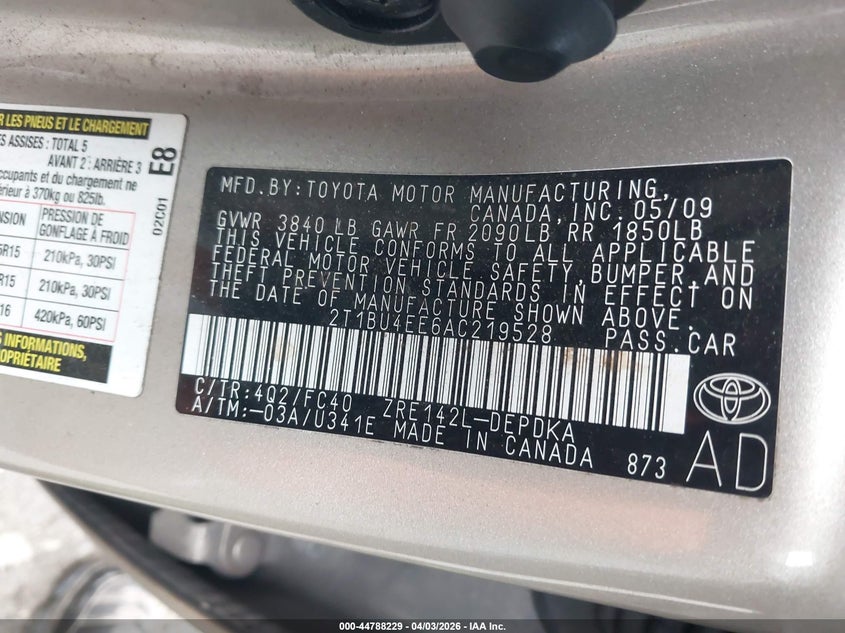 R LES PNEUS ET LE CHARGEMENT
ES ASSISES : TOTAL 5
AVANT 2 : ARRIÈRE 3
occupants et du chargement ne
érieur à 370kg ou 825lb.
ENSION PRESSION DE GONFLAGE À FROID
5R15 210kPa, 30PSI
R15 210kPa, 30PSI
16 420kPa, 60PSI
S INFORMATIONS,
ROPRIÉTAIRE
E8
02C01
MFD.BY:TOYOTA MOTOR MANUFACTURING,
CANADA,INC. 05/09
GVWR 3840 LB GAWR FR 2090LB RR 1850LB
THIS VEHICLE CONFORMS TO ALL APPLICABLE
FEDERAL MOTOR VEHICLE SAFETY,BUMPER,AND
THEFT PREVENTION STANDARDS IN EFFECT ON
THE DATE OF MANUFACTURE SHOWN ABOVE.
2T1BU4EE6AC219528 PASS.CAR
C/TR:4Q2/FC40 ZRE142L-DEPDKA
A/TM:-03A/U341E MADE IN CANADA 873
AD
000-44788229 - 04/03/2026 - IAA Inc.